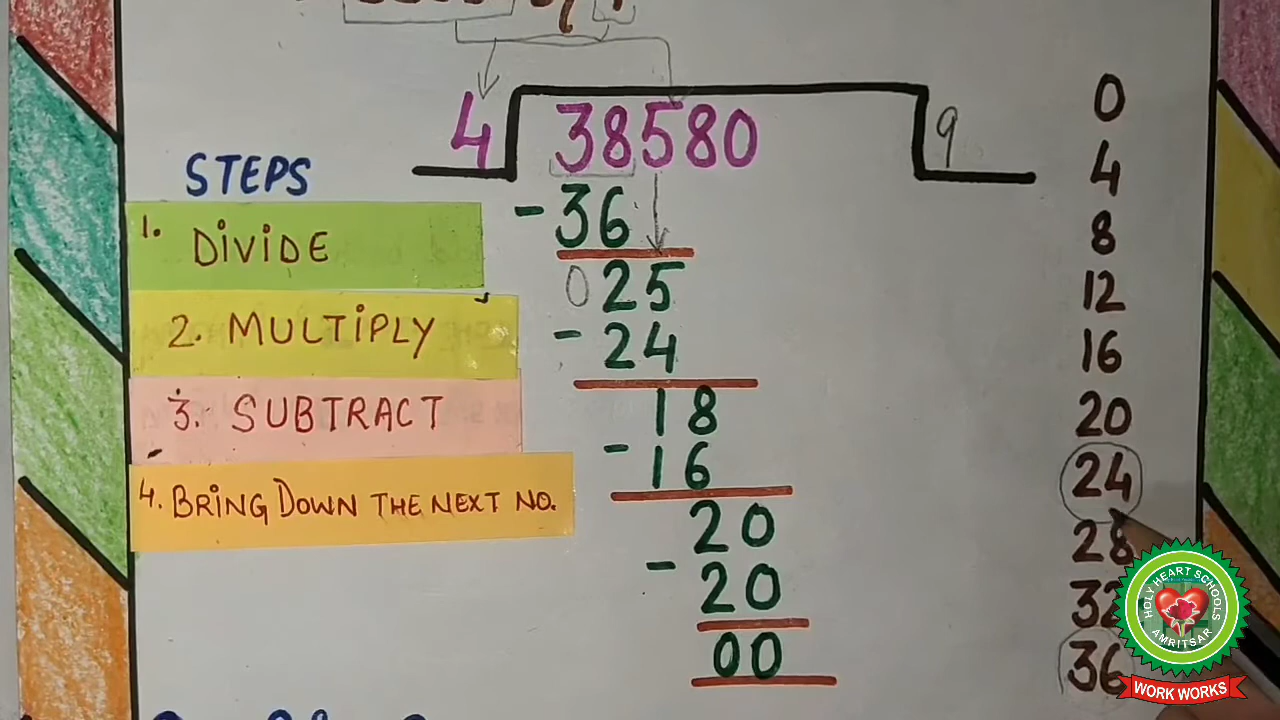 4 38580 9
STEPS
1. DIVIDE
2. MULTIPLY
3. SUBTRACT
4. BRING DOWN THE NEXT NO.
- 36
0 25
- 24
18
- 16
20
- 20
00
0
4
8
12
16
20
24
28
32
36
HOLY HEART SCHOOLS
AMRITSAR
WORK WORKS